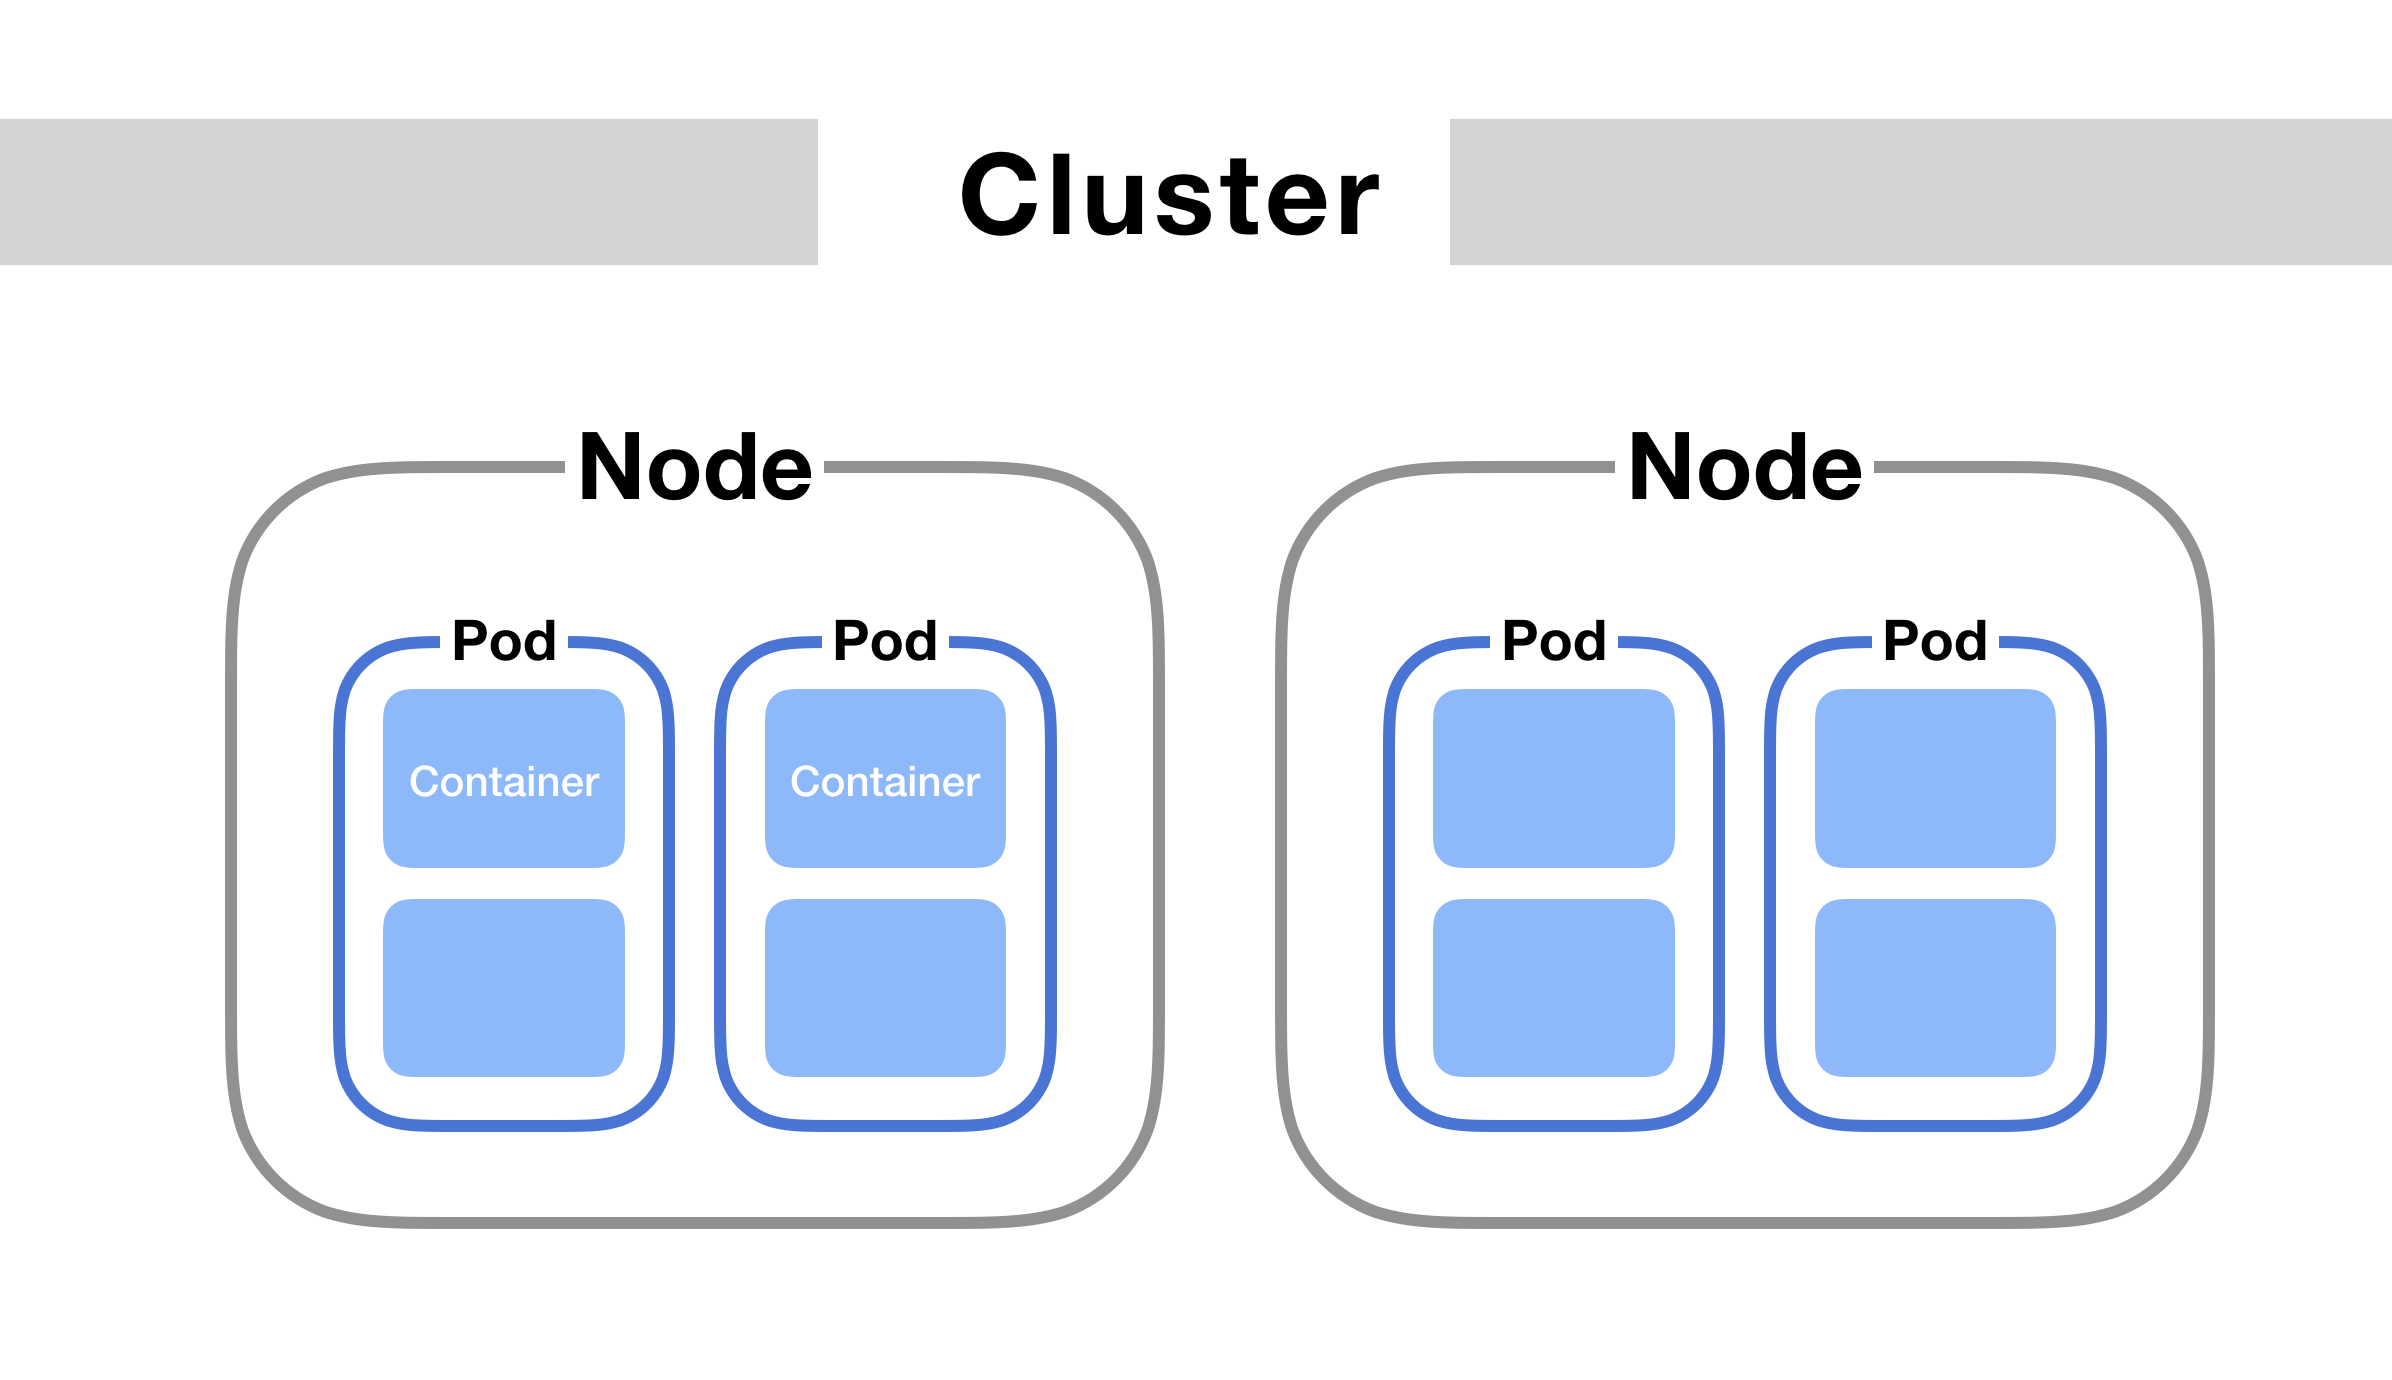 Cluster
Node Node
Pod Pod Pod Pod
Container Container